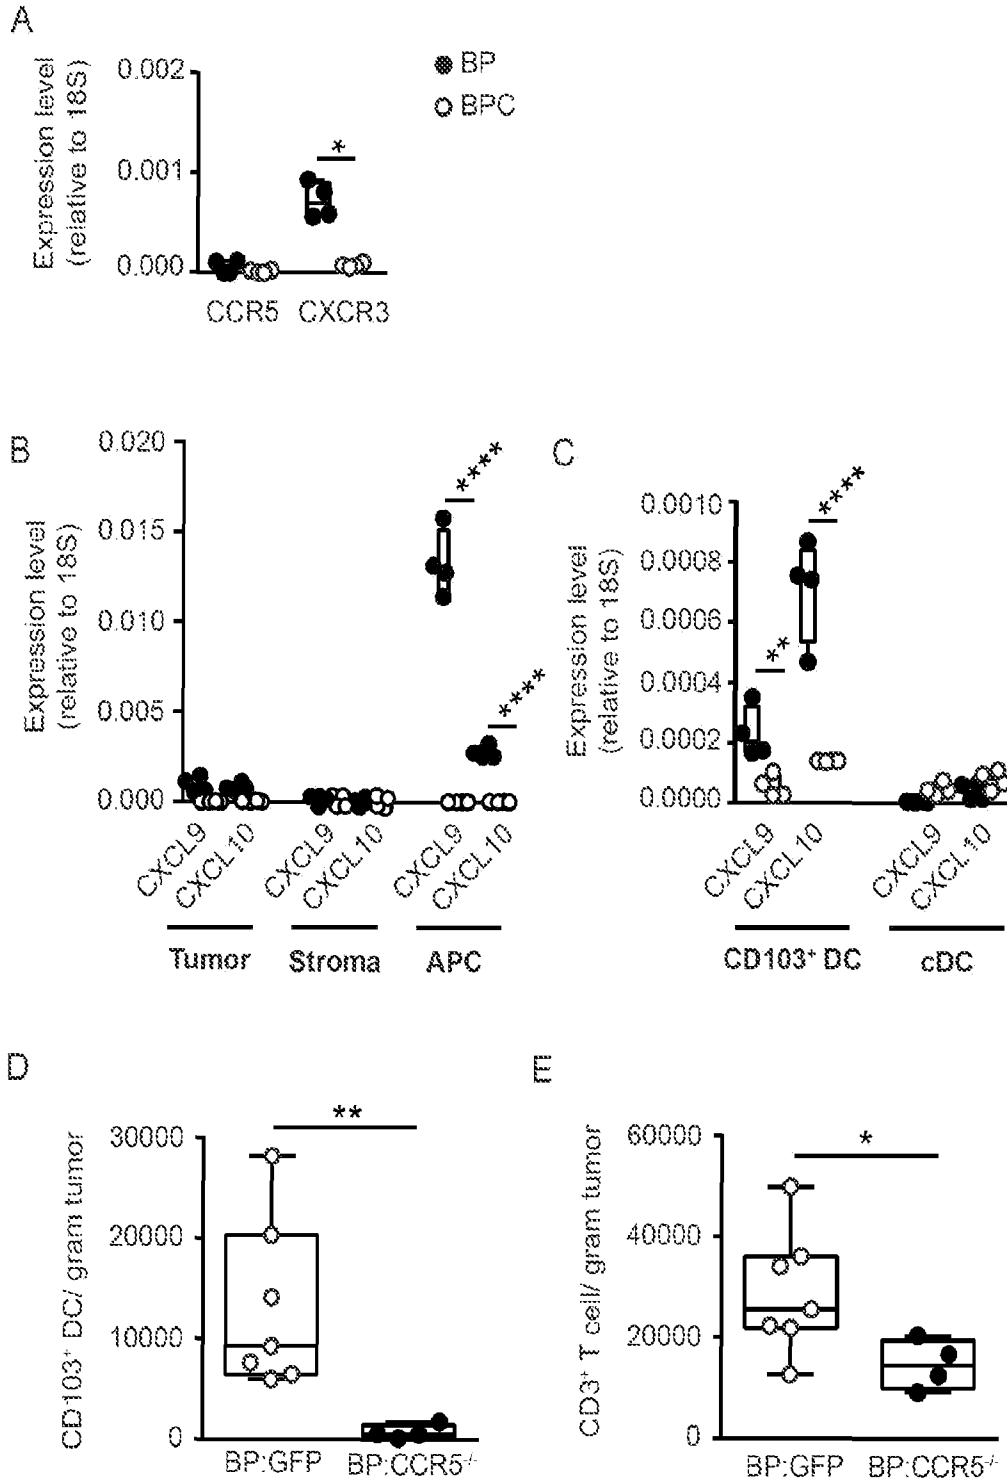 A
Expression level
(relative to 18S)
0.002
0.001
0.000
BP
BPC
*
CCR5 CXCR3
B
Expression level
(relative to 18S)
0.020
0.015
0.010
0.005
0.000
****
****
CXCL9 CXCL10 CXCL9 CXCL10 CXCL9 CXCL10
Tumor Stroma APC
C
Expression level
(relative to 18S)
0.0010
0.0008
0.0006
0.0004
0.0002
0.0000
**
****
CXCL9 CXCL10 CXCL9 CXCL10
CD103⁺ DC cDC
D
CD103⁺ DC/ gram tumor
30000
20000
10000
0
**
BP:GFP BP:CCR5⁻/⁻
E
CD3⁺ T cell/ gram tumor
60000
40000
20000
0
*
BP:GFP BP:CCR5⁻/⁻